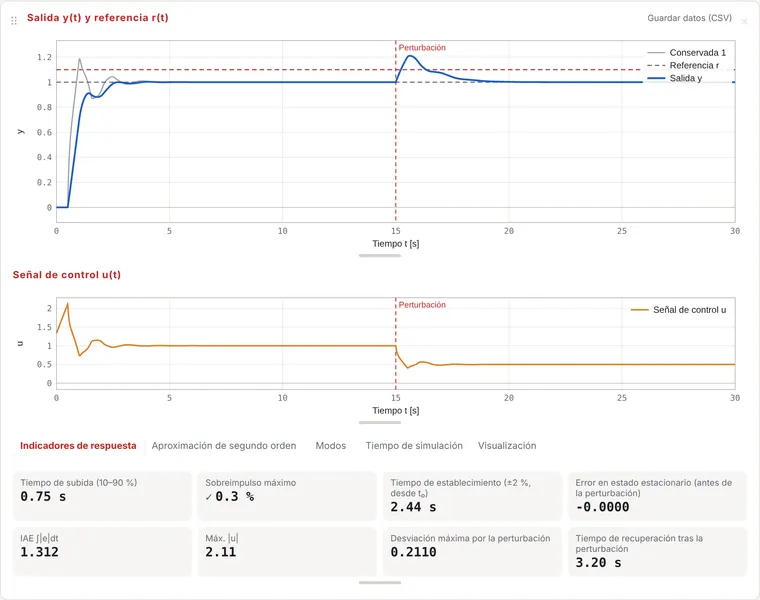 Salida y(t) y referencia r(t)
Guardar datos (CSV)
×
Perturbación
Conservada 1
Referencia r
Salida y
1.2
1
0.8
0.6
0.4
0.2
0
y
0 5 10 15 20 25 30
Tiempo t [s]
Señal de control u(t)
Perturbación
Señal de control u
2
1.5
1
0.5
0
u
0 5 10 15 20 25 30
Tiempo t [s]
Indicadores de respuesta Aproximación de segundo orden Modos Tiempo de simulación Visualización
Tiempo de subida (10–90 %)
0.75 s
Sobreimpulso máximo
✓ 0.3 %
Tiempo de establecimiento (±2 %,
desde t₀)
2.44 s
Error en estado estacionario (antes de
la perturbación)
-0.0000
IAE ∫|e|dt
1.312
Máx. |u|
2.11
Desviación máxima por la perturbación
0.2110
Tiempo de recuperación tras la
perturbación
3.20 s